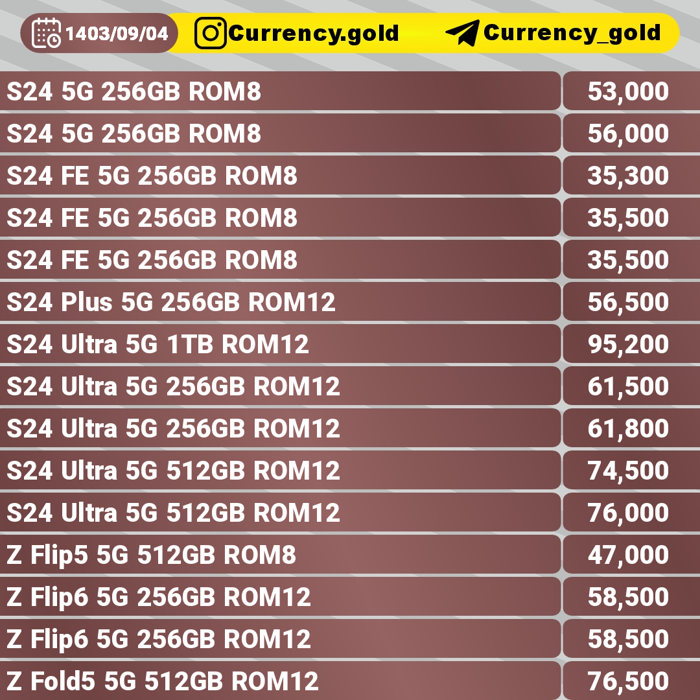 1403/09/04 Currency.gold Currency_gold
S24 5G 256GB ROM8 53,000
S24 5G 256GB ROM8 56,000
S24 FE 5G 256GB ROM8 35,300
S24 FE 5G 256GB ROM8 35,500
S24 FE 5G 256GB ROM8 35,500
S24 Plus 5G 256GB ROM12 56,500
S24 Ultra 5G 1TB ROM12 95,200
S24 Ultra 5G 256GB ROM12 61,500
S24 Ultra 5G 256GB ROM12 61,800
S24 Ultra 5G 512GB ROM12 74,500
S24 Ultra 5G 512GB ROM12 76,000
Z Flip5 5G 512GB ROM8 47,000
Z Flip6 5G 256GB ROM12 58,500
Z Flip6 5G 256GB ROM12 58,500
Z Fold5 5G 512GB ROM12 76,500